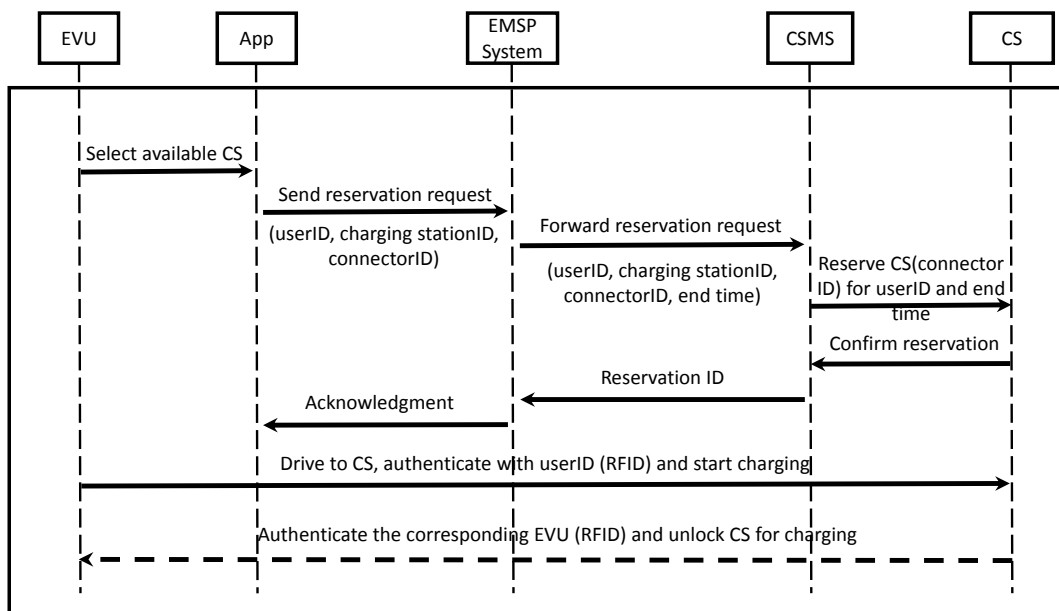 EVU
App
EMSP
System
CSMS
CS
Select available CS
Send reservation request
(userID, charging stationID,
connectorID)
Forward reservation request
(userID, charging stationID,
connectorID, end time)
Reserve CS(connector
ID) for userID and end
time
Confirm reservation
Reservation ID
Acknowledgment
Drive to CS, authenticate with userID (RFID) and start charging
Authenticate the corresponding EVU (RFID) and unlock CS for charging